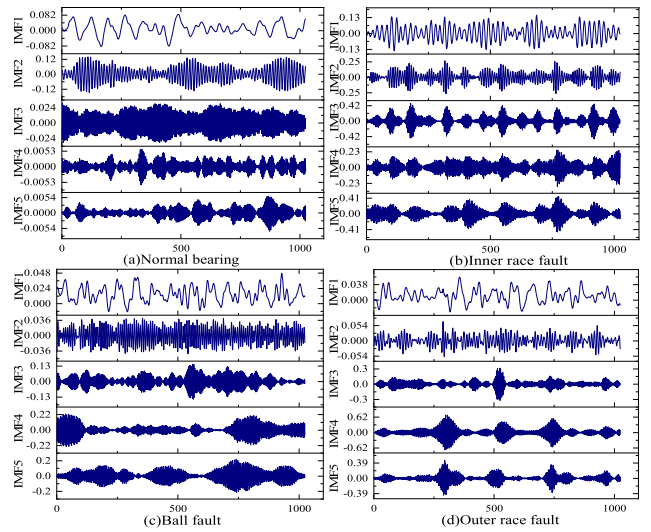 0.082
0.000
-0.082
IMF1
0.12
0.00
-0.12
IMF2
0.024
0.000
-0.024
IMF3
0.0053
0.0000
-0.0053
IMF4
0.0054
0.0000
-0.0054
IMF5
0 500 1000
(a)Normal bearing
0.13
0.00
0.13
IMF1
0.25
0.00
-0.25
IMF2
0.42
0.00
-0.42
IMF3
0.23
0.00
-0.23
IMF4
0.41
0.00
-0.41
IMF5
0 500 1000
(b)Inner race fault
0.048
0.024
0.000
IMF1
0.036
0.000
-0.036
IMF2
0.13
0.00
-0.13
IMF3
0.22
0.00
-0.22
IMF4
0.2
0.0
-0.2
IMF5
0 500 1000
(c)Ball fault
0.038
0.000
IMF1
0.054
0.000
-0.054
IMF2
0.3
0.0
-0.3
IMF3
0.62
0.00
-0.62
IMF4
0.39
0.00
-0.39
IMF5
0 500 1000
(d)Outer race fault